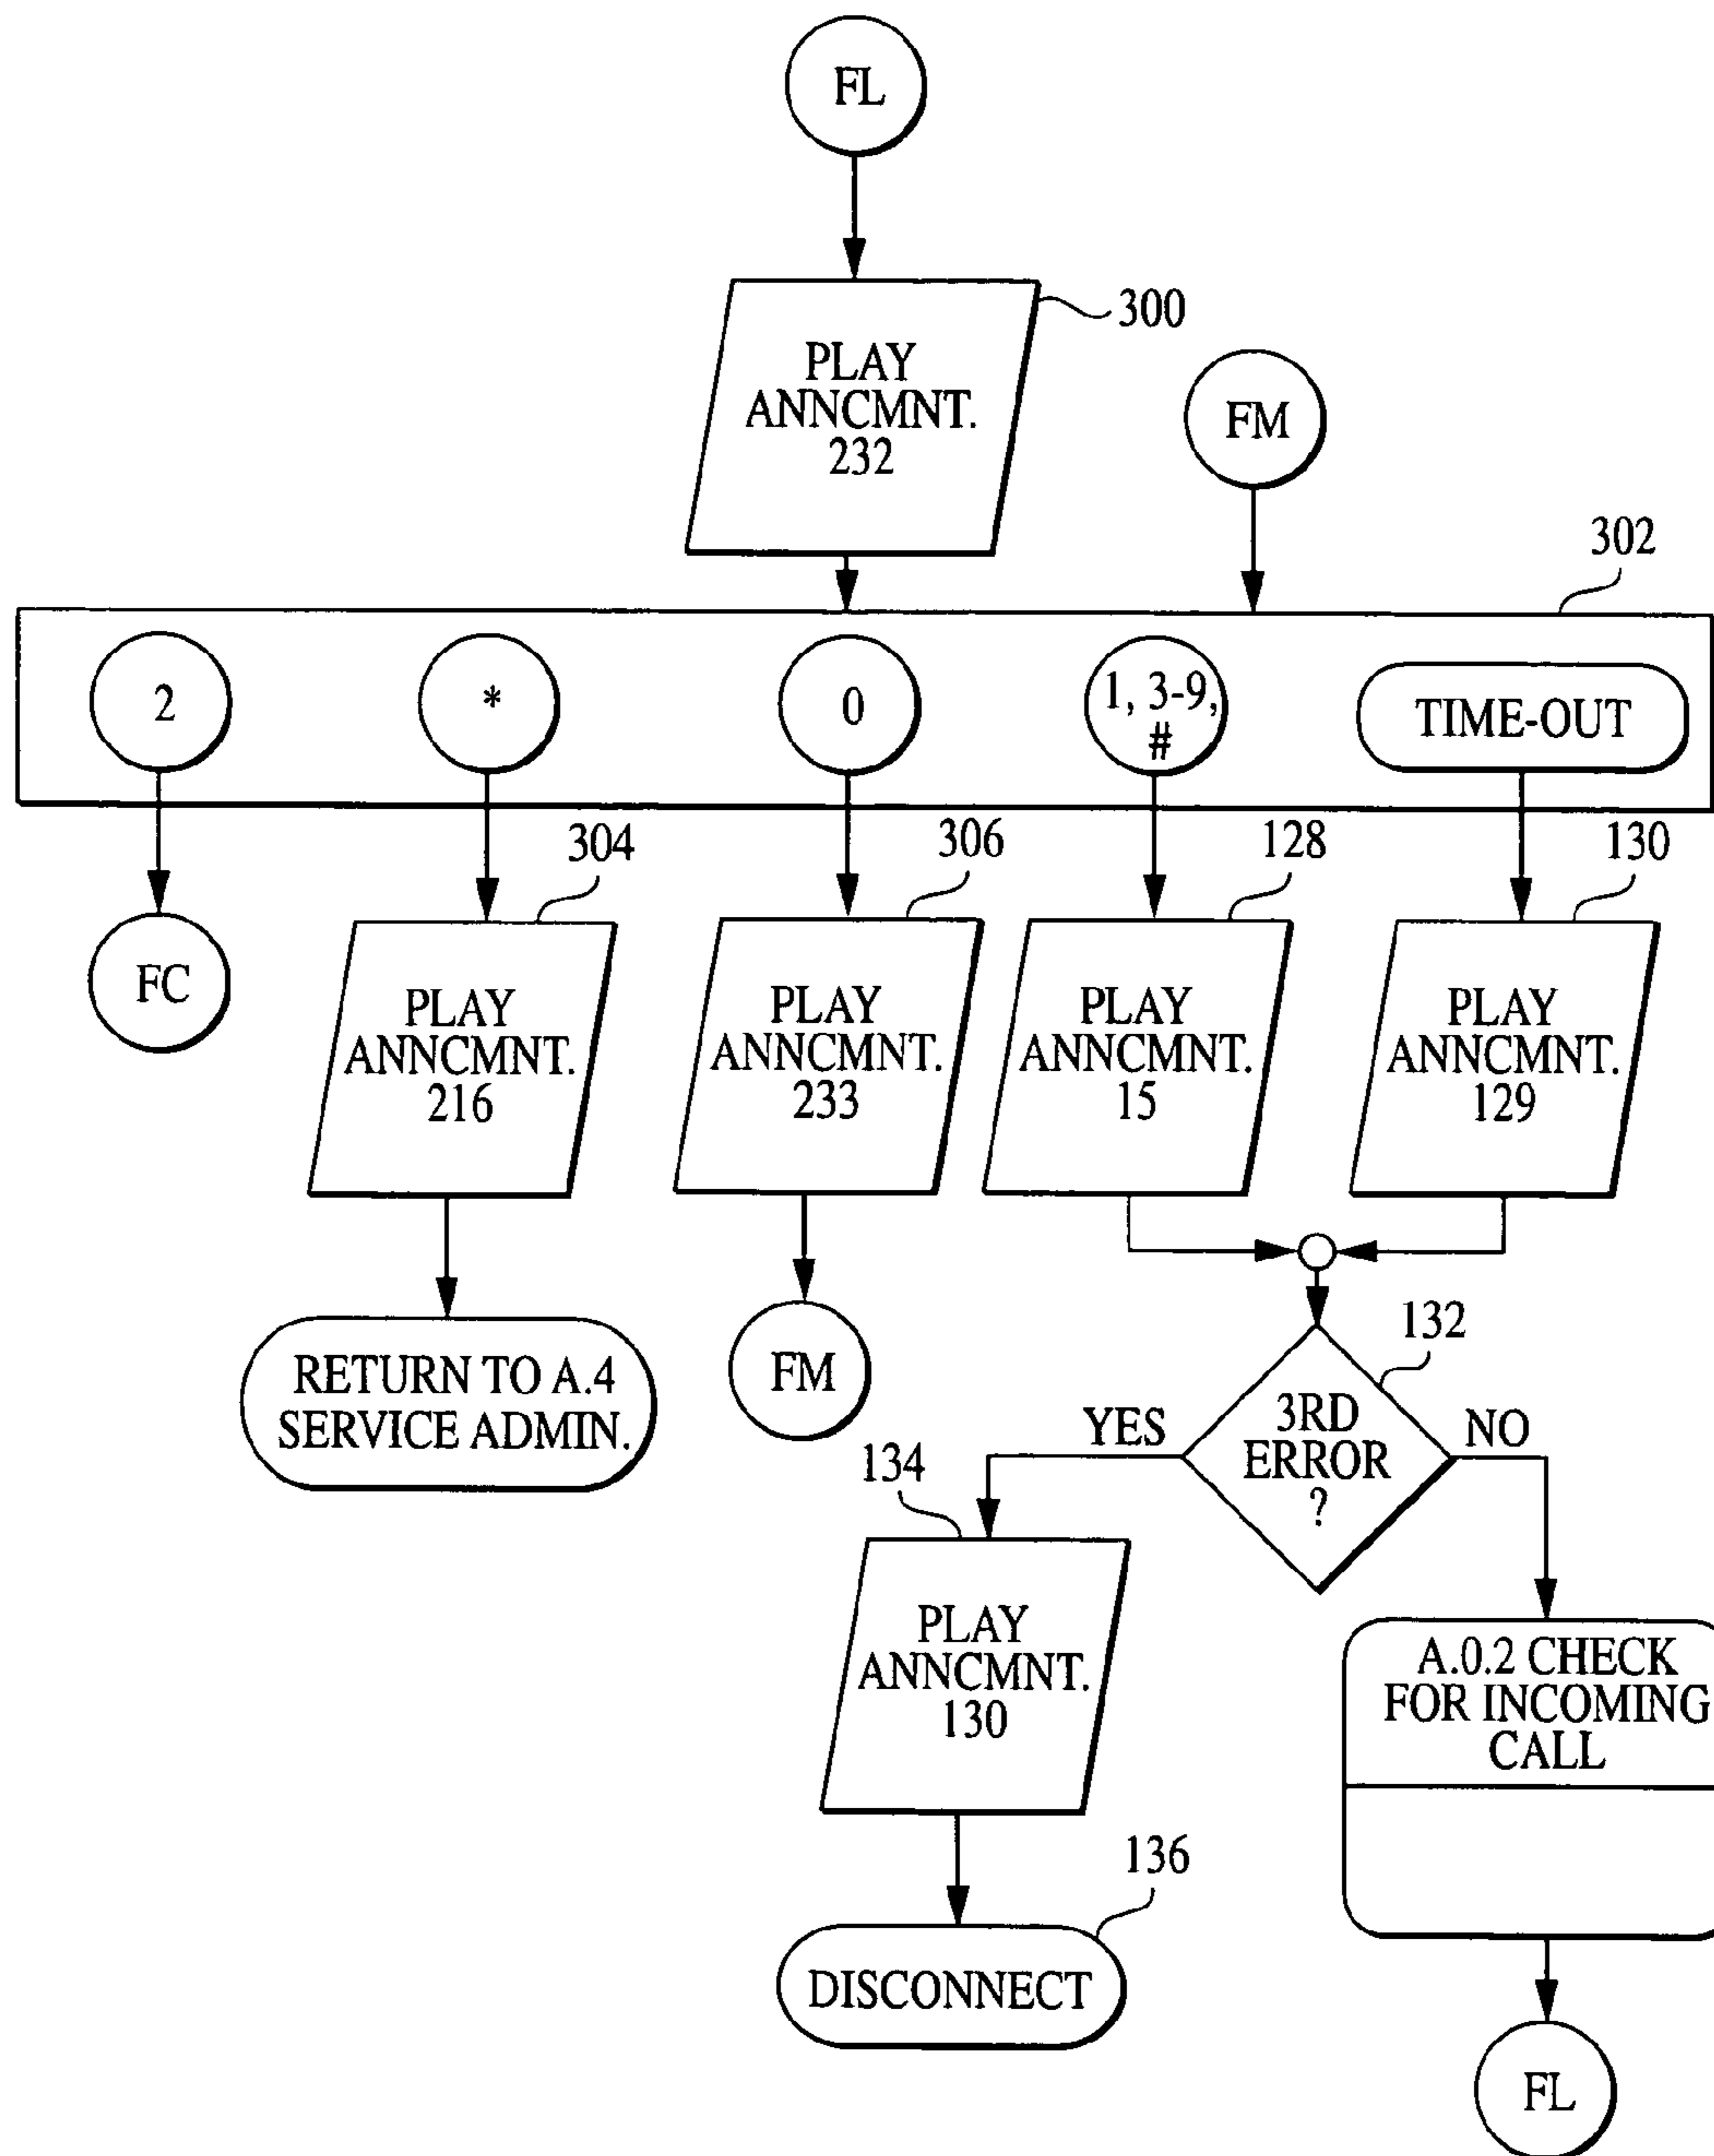 FL
300
PLAY
ANNCMNT.
232
FM
302
2
*
0
1, 3-9,
#
TIME-OUT
304
306
128
130
FC
PLAY
ANNCMNT.
216
PLAY
ANNCMNT.
233
PLAY
ANNCMNT.
15
PLAY
ANNCMNT.
129
RETURN TO A.4
SERVICE ADMIN.
FM
132
3RD
ERROR
?
YES
NO
134
PLAY
ANNCMNT.
130
A.0.2 CHECK
FOR INCOMING
CALL
136
DISCONNECT
FL